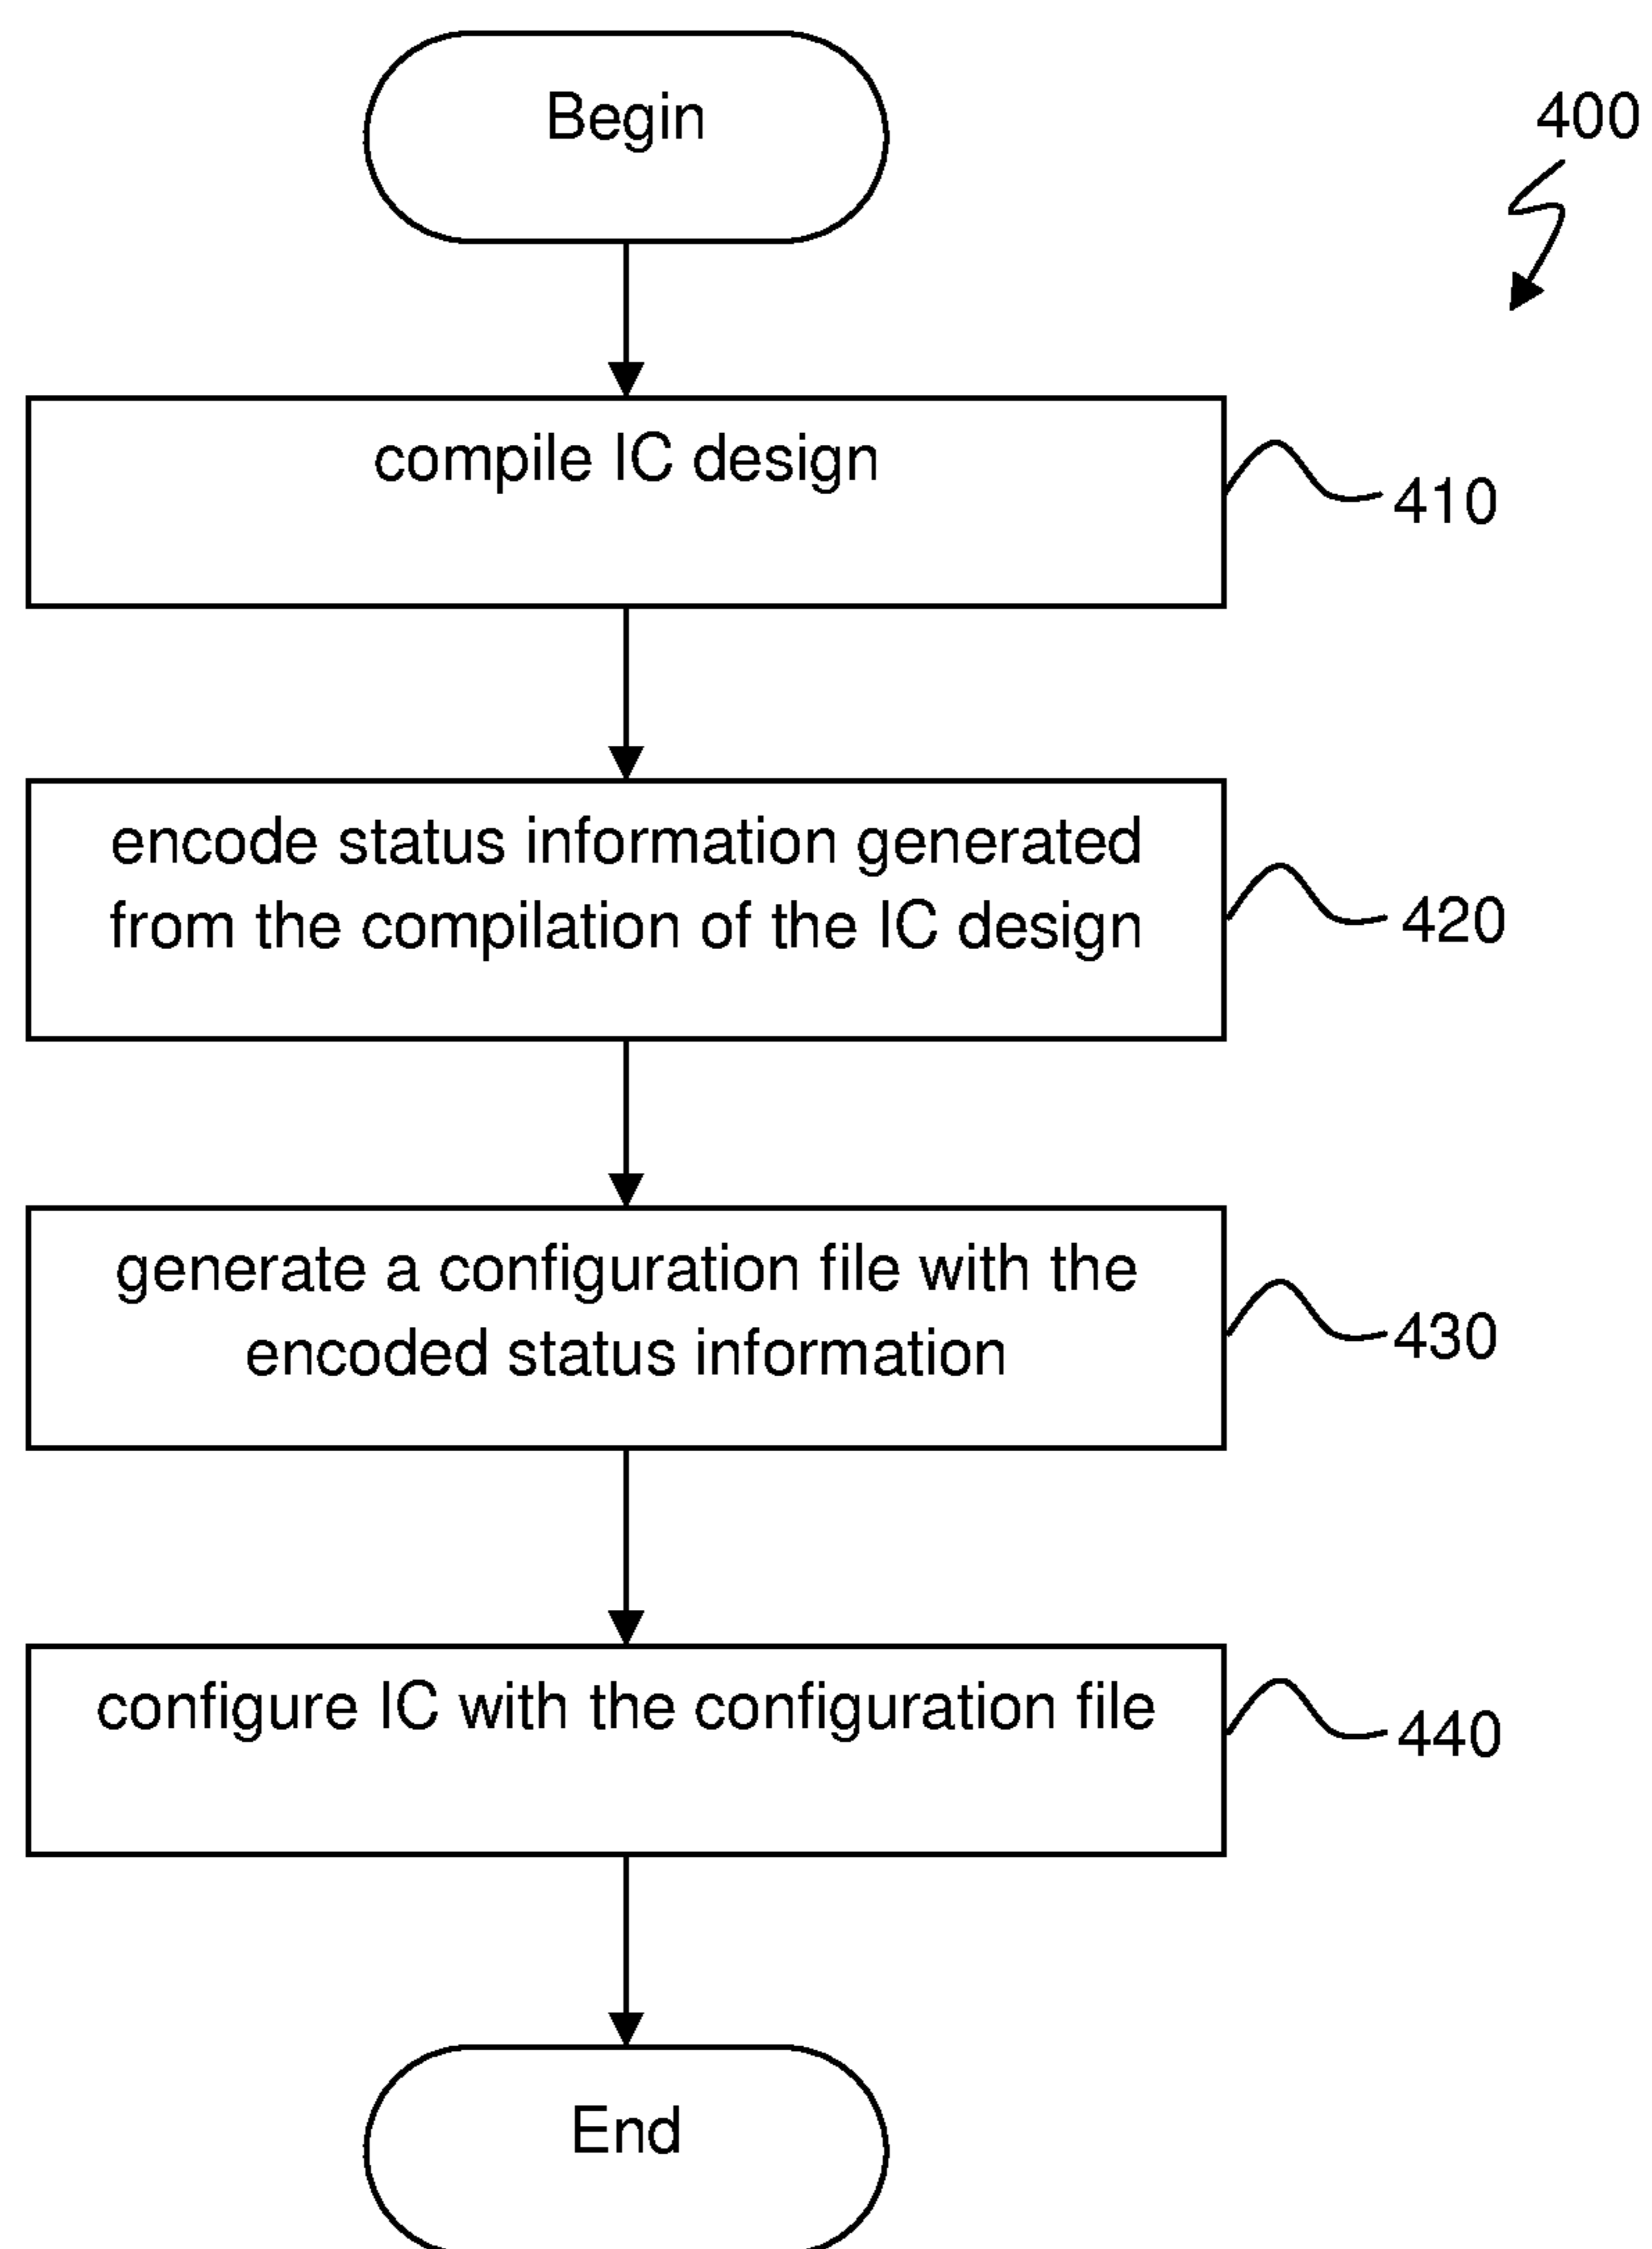 Begin
400
compile IC design
410
encode status information generated
from the compilation of the IC design
420
generate a configuration file with the
encoded status information
430
configure IC with the configuration file
440
End